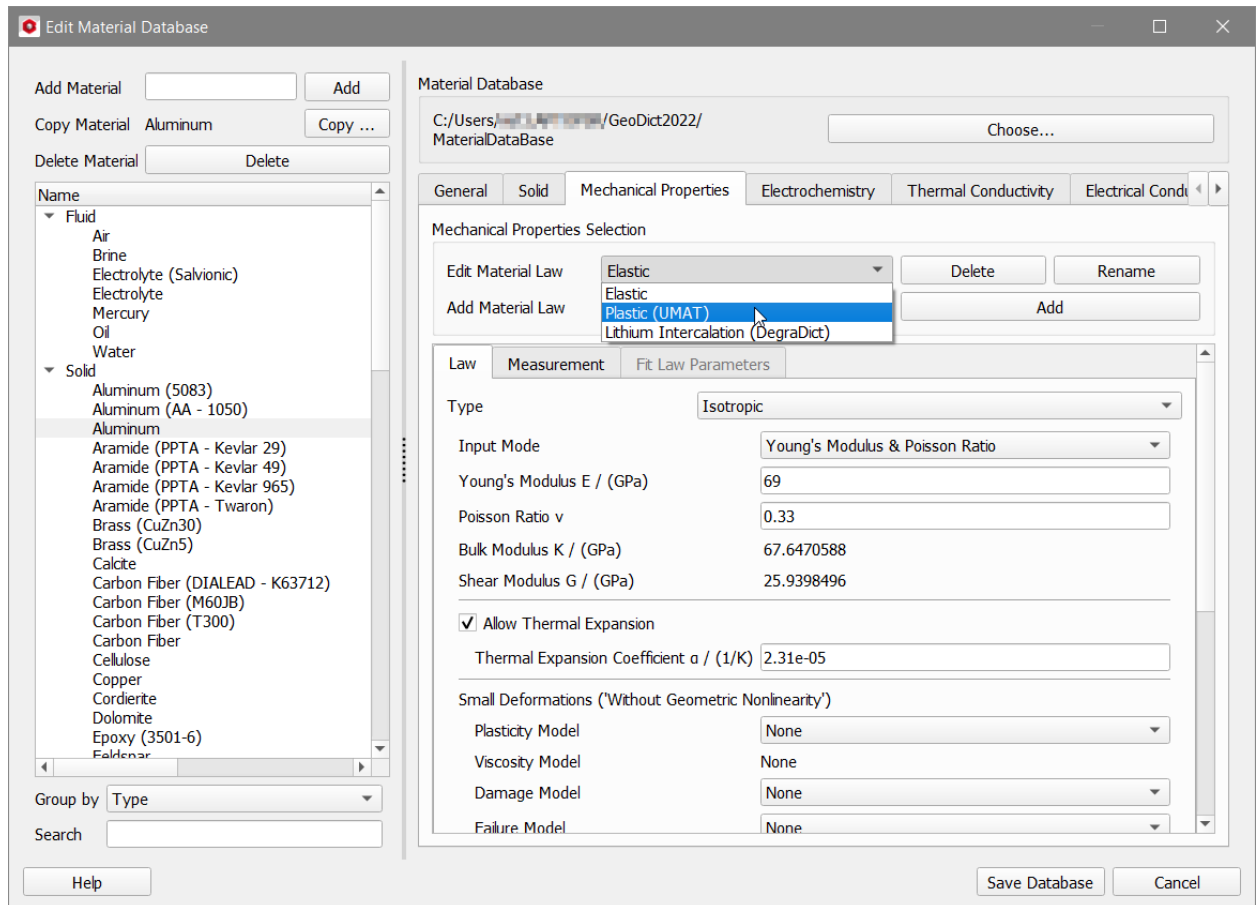 Edit Material Database
Add Material
Add
Copy Material Aluminum
Copy ...
Delete Material
Delete
Name
Fluid
Air
Brine
Electrolyte (Salvionic)
Electrolyte
Mercury
Oil
Water
Solid
Aluminum (5083)
Aluminum (AA - 1050)
Aluminum
Aramide (PPTA - Kevlar 29)
Aramide (PPTA - Kevlar 49)
Aramide (PPTA - Kevlar 965)
Aramide (PPTA - Twaron)
Brass (CuZn30)
Brass (CuZn5)
Calcite
Carbon Fiber (DIALEAD - K63712)
Carbon Fiber (M60JB)
Carbon Fiber (T300)
Carbon Fiber
Cellulose
Copper
Cordierite
Dolomite
Epoxy (3501-6)
Feldspar
Group by Type
Search
Help
Material Database
C:/Users/ /GeoDict2022/
MaterialDataBase
Choose...
General Solid Mechanical Properties Electrochemistry Thermal Conductivity Electrical Condu
Mechanical Properties Selection
Edit Material Law Elastic Delete Rename
Elastic
Plastic (UMAT)
Lithium Intercalation (DegraDict)
Add Material Law Add
Law Measurement Fit Law Parameters
Type Isotropic
Input Mode Young's Modulus & Poisson Ratio
Young's Modulus E / (GPa) 69
Poisson Ratio ν 0.33
Bulk Modulus K / (GPa) 67.6470588
Shear Modulus G / (GPa) 25.9398496
Allow Thermal Expansion
Thermal Expansion Coefficient α / (1/K) 2.31e-05
Small Deformations ('Without Geometric Nonlinearity')
Plasticity Model None
Viscosity Model None
Damage Model None
Failure Model None
Save Database Cancel